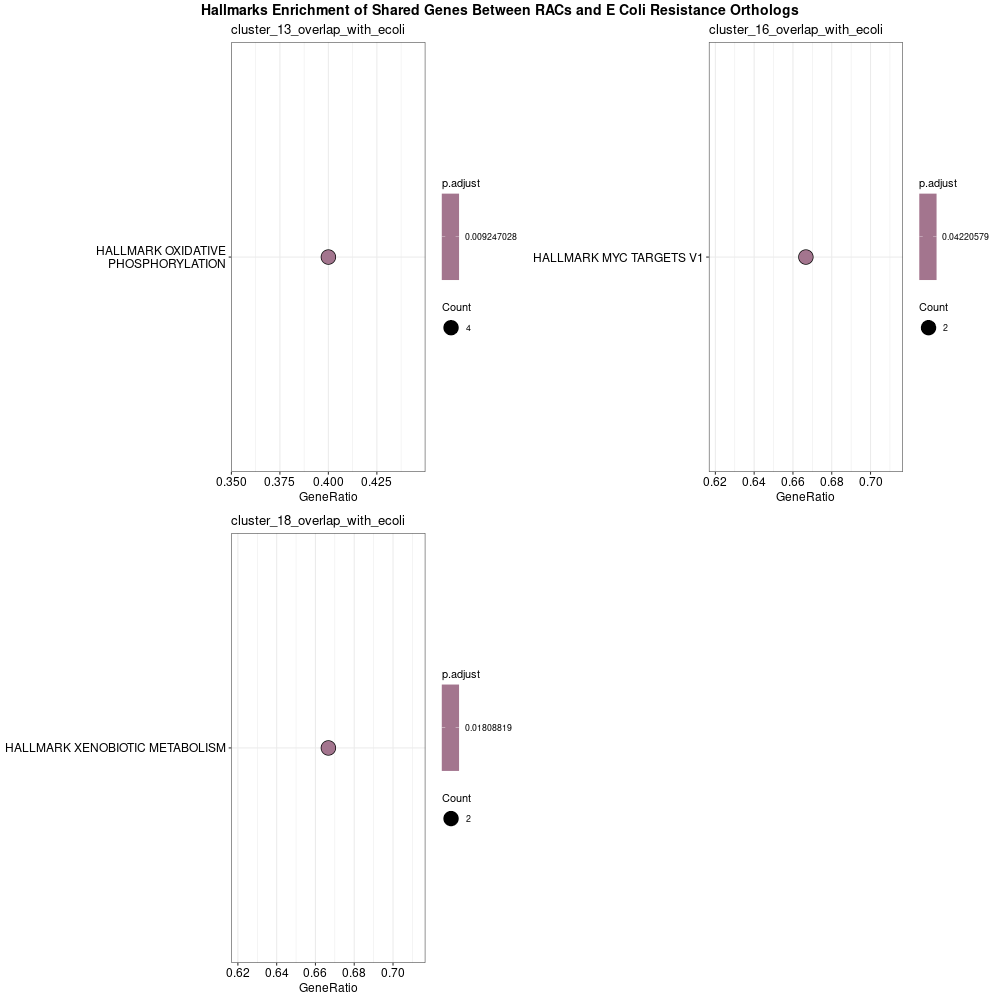 Hallmarks Enrichment of Shared Genes Between RACs and E Coli Resistance Orthologs
cluster_13_overlap_with_ecoli
HALLMARK OXIDATIVE
PHOSPHORYLATION
0.350 0.375 0.400 0.425
GeneRatio
p.adjust
0.009247028
Count
4
cluster_16_overlap_with_ecoli
HALLMARK MYC TARGETS V1
0.62 0.64 0.66 0.68 0.70
GeneRatio
p.adjust
0.04220579
Count
2
cluster_18_overlap_with_ecoli
HALLMARK XENOBIOTIC METABOLISM
0.62 0.64 0.66 0.68 0.70
GeneRatio
p.adjust
0.01808819
Count
2